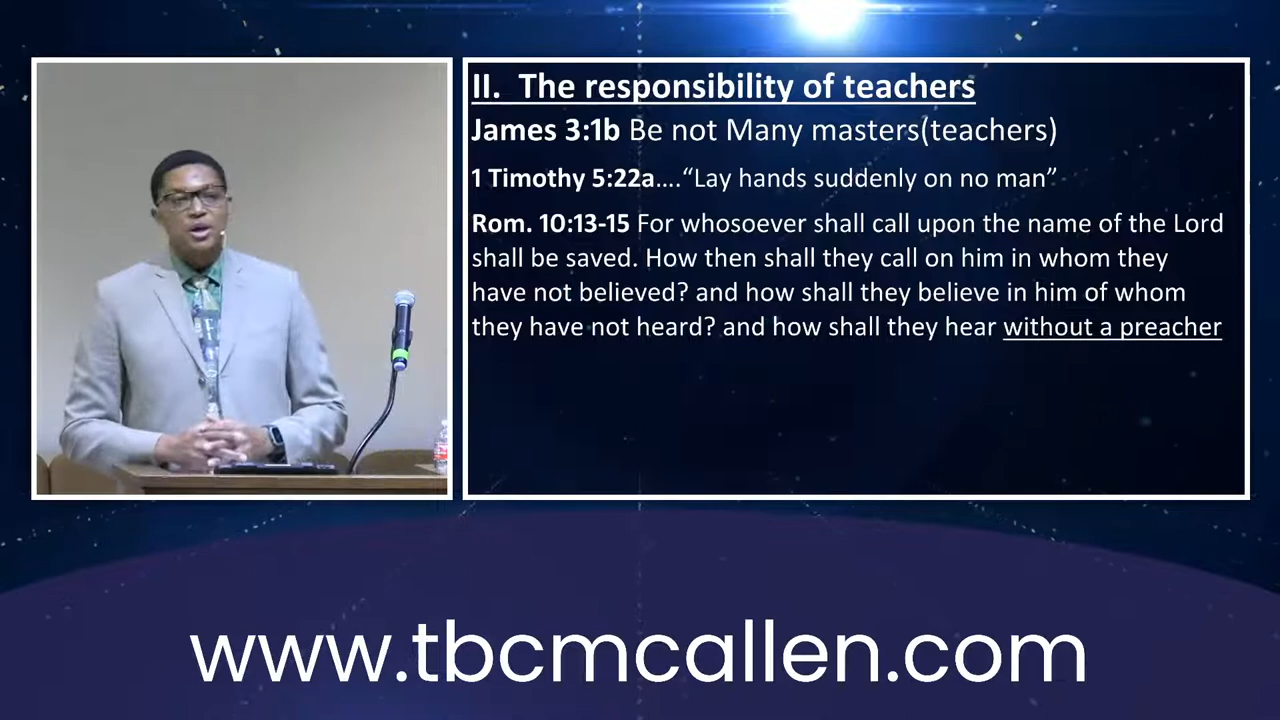 II. The responsibility of teachers
James 3:1b Be not Many masters(teachers)
1 Timothy 5:22a....“Lay hands suddenly on no man”
Rom. 10:13-15 For whosoever shall call upon the name of the Lord
shall be saved. How then shall they call on him in whom they
have not believed? and how shall they believe in him of whom
they have not heard? and how shall they hear without a preacher
www.tbcmcallen.com